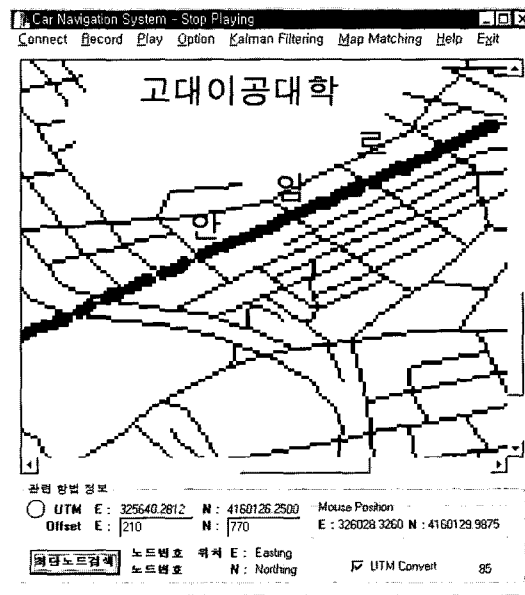 Car Navigation System - Stop Playing
Connect Record Play Option Kalman Filtering Map Matching Help Exit
고대이공대학
로
암
안
관련 항법 정보
UTM E : 325640.2812 N : 4160126.2500 Mouse Position
Offset E : 210 N : 770 E : 326028.3260 N : 4160129.9875
최단노드검색 노드번호 위치 E : Easting
노드번호 N : Northing UTM Convert 85